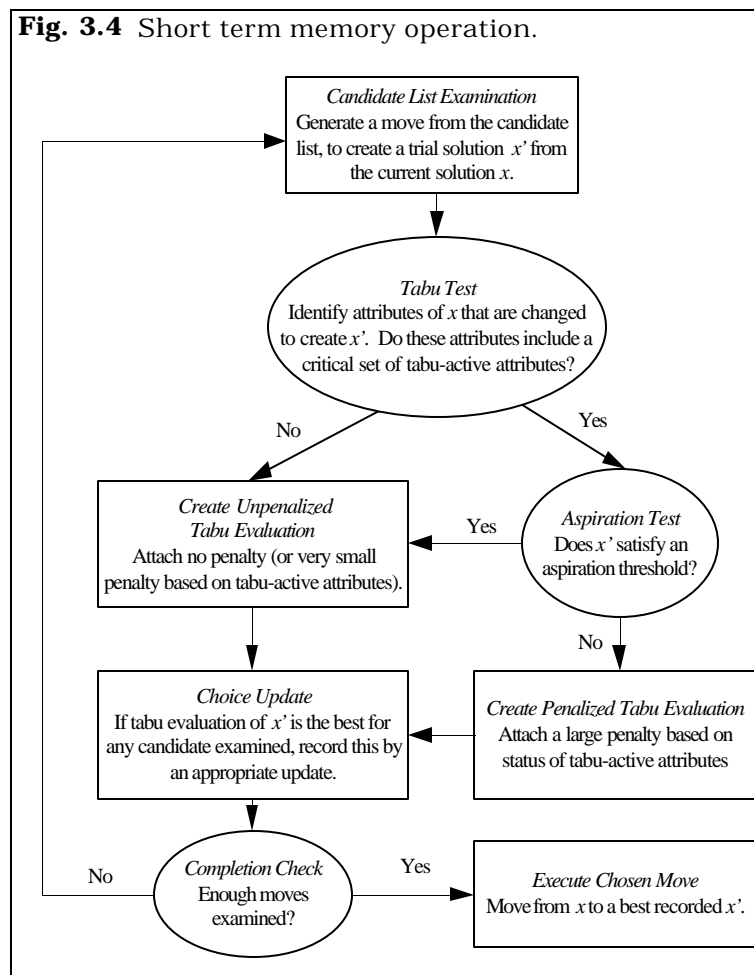 Fig. 3.4 Short term memory operation.
Candidate List Examination
Generate a move from the candidate
list, to create a trial solution x' from
the current solution x.
Tabu Test
Identify attributes of x that are changed
to create x'. Do these attributes include a
critical set of tabu-active attributes?
No
Yes
Create Unpenalized
Tabu Evaluation
Attach no penalty (or very small
penalty based on tabu-active attributes).
Yes
Aspiration Test
Does x' satisfy an
aspiration threshold?
No
Choice Update
If tabu evaluation of x' is the best for
any candidate examined, record this by
an appropriate update.
Create Penalized Tabu Evaluation
Attach a large penalty based on
status of tabu-active attributes
No
Completion Check
Enough moves
examined?
Yes
Execute Chosen Move
Move from x to a best recorded x'.